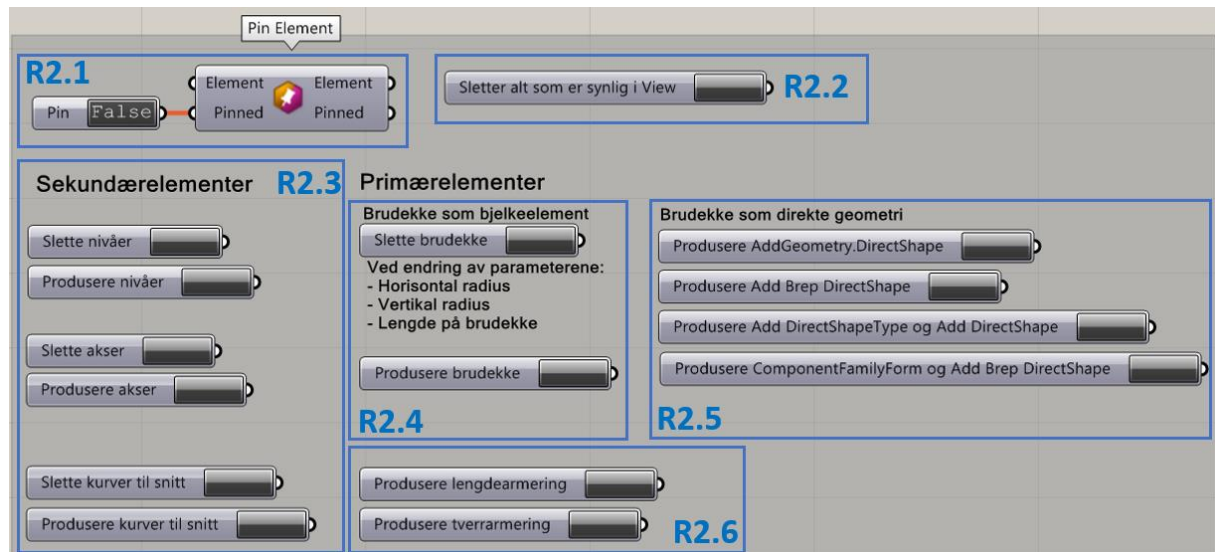 Pin Element
R2.1
Element Element
Pin False Pinned Pinned
Sletter alt som er synlig i View
R2.2
Sekundærelementer R2.3
Slette nivåer
Produsere nivåer
Slette akser
Produsere akser
Slette kurver til snitt
Produsere kurver til snitt
Primærelementer
Brudekke som bjelkeelement
Slette brudekke
Ved endring av parameterene:
- Horisontal radius
- Vertikal radius
- Lengde på brudekke
Produsere brudekke
R2.4
Brudekke som direkte geometri
Produsere AddGeometry.DirectShape
Produsere Add Brep DirectShape
Produsere Add DirectShapeType og Add DirectShape
Produsere ComponentFamilyForm og Add Brep DirectShape
R2.5
Produsere lengdearmering
Produsere tverrarmering
R2.6